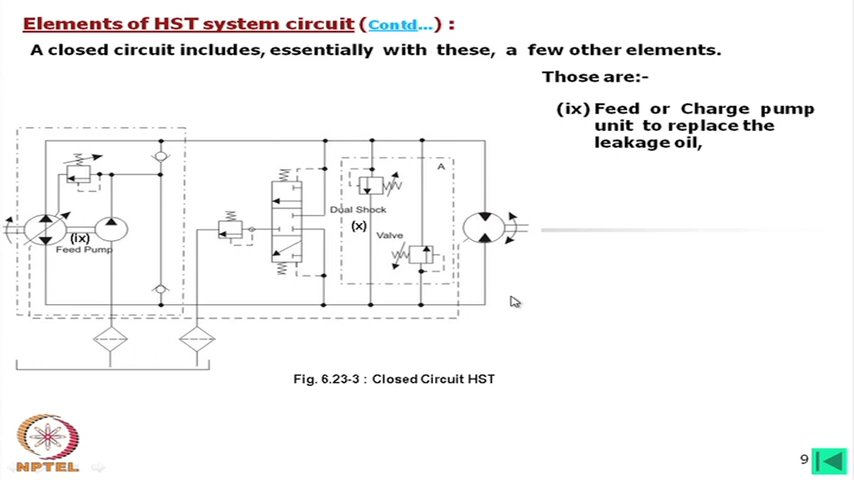 Elements of HST system circuit (Contd...) :
A closed circuit includes, essentially with these, a few other elements.
Those are:-
(ix) Feed or Charge pump
unit to replace the
leakage oil,
A
Dual Shock
(x)
Valve
(ix)
Feed Pump
Fig. 6.23-3 : Closed Circuit HST
NPTEL
9